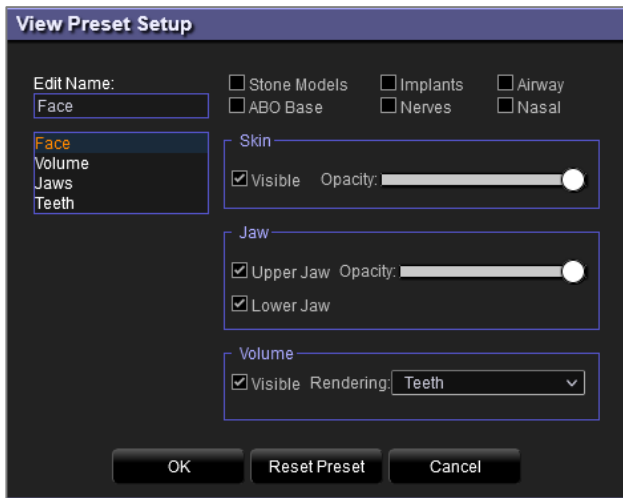 View Preset Setup
Edit Name:
Face
Stone Models
Implants
Airway
ABO Base
Nerves
Nasal
Face
Volume
Jaws
Teeth
Skin
Visible
Opacity:
Jaw
Upper Jaw
Opacity:
Lower Jaw
Volume
Visible
Rendering:
Teeth
OK
Reset Preset
Cancel